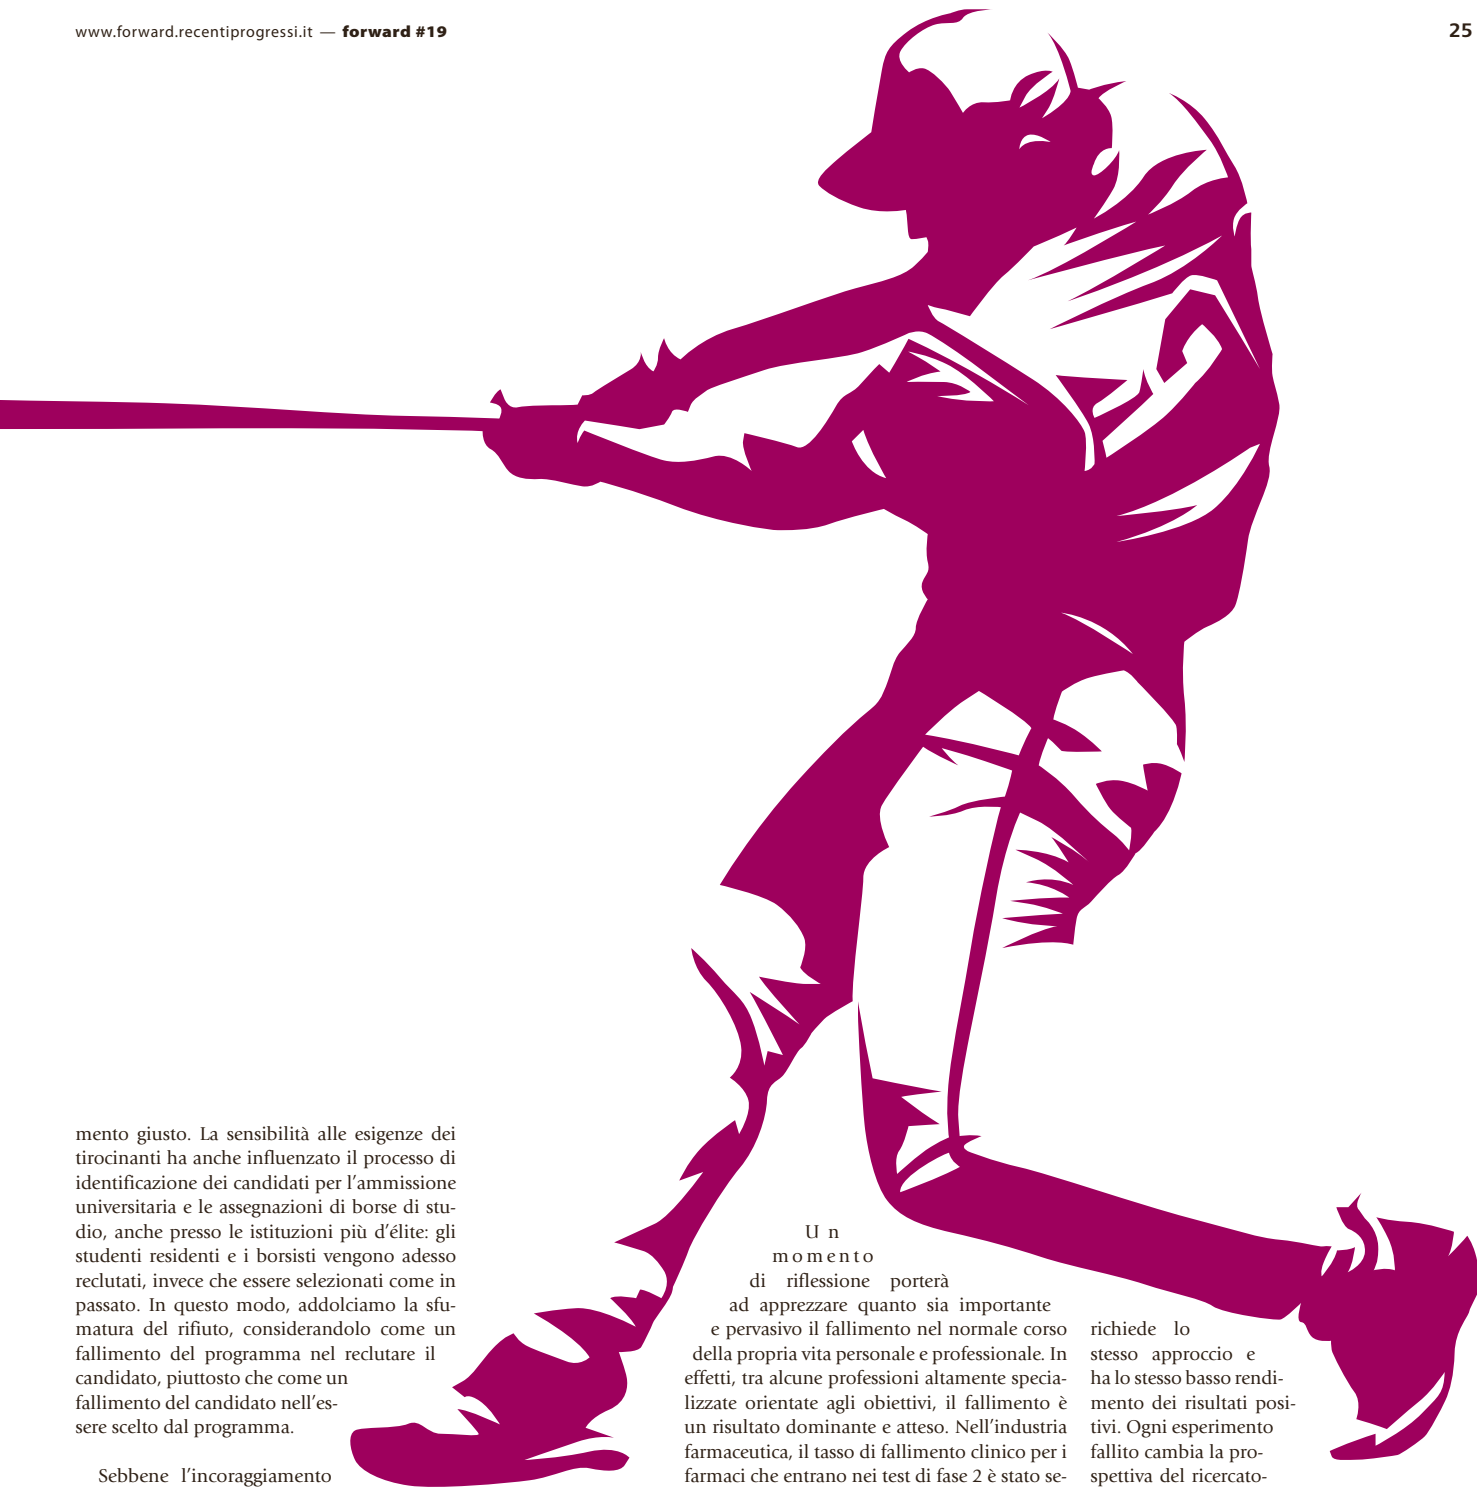 www.forward.recentiprogressi.it — forward #19
25
mento giusto. La sensibilità alle esigenze dei
tirocinanti ha anche influenzato il processo di
identificazione dei candidati per l'ammissione
universitaria e le assegnazioni di borse di stu-
dio, anche presso le istituzioni più d'élite: gli
studenti residenti e i borsisti vengono adesso
reclutati, invece che essere selezionati come in
passato. In questo modo, addolciamo la sfu-
matura del rifiuto, considerandolo come un
fallimento del programma nel reclutare il
candidato, piuttosto che come un
fallimento del candidato nell'es-
sere scelto dal programma.
Sebbene l'incoraggiamento
Un
momento
di riflessione porterà
ad apprezzare quanto sia importante
e pervasivo il fallimento nel normale corso
della propria vita personale e professionale. In
effetti, tra alcune professioni altamente specia-
lizzate orientate agli obiettivi, il fallimento è
un risultato dominante e atteso. Nell'industria
farmaceutica, il tasso di fallimento clinico per i
farmaci che entrano nei test di fase 2 è stato se-
richiede lo
stesso approccio e
ha lo stesso basso rendi-
mento dei risultati posi-
tivi. Ogni esperimento
fallito cambia la pro-
spettiva del ricercato-